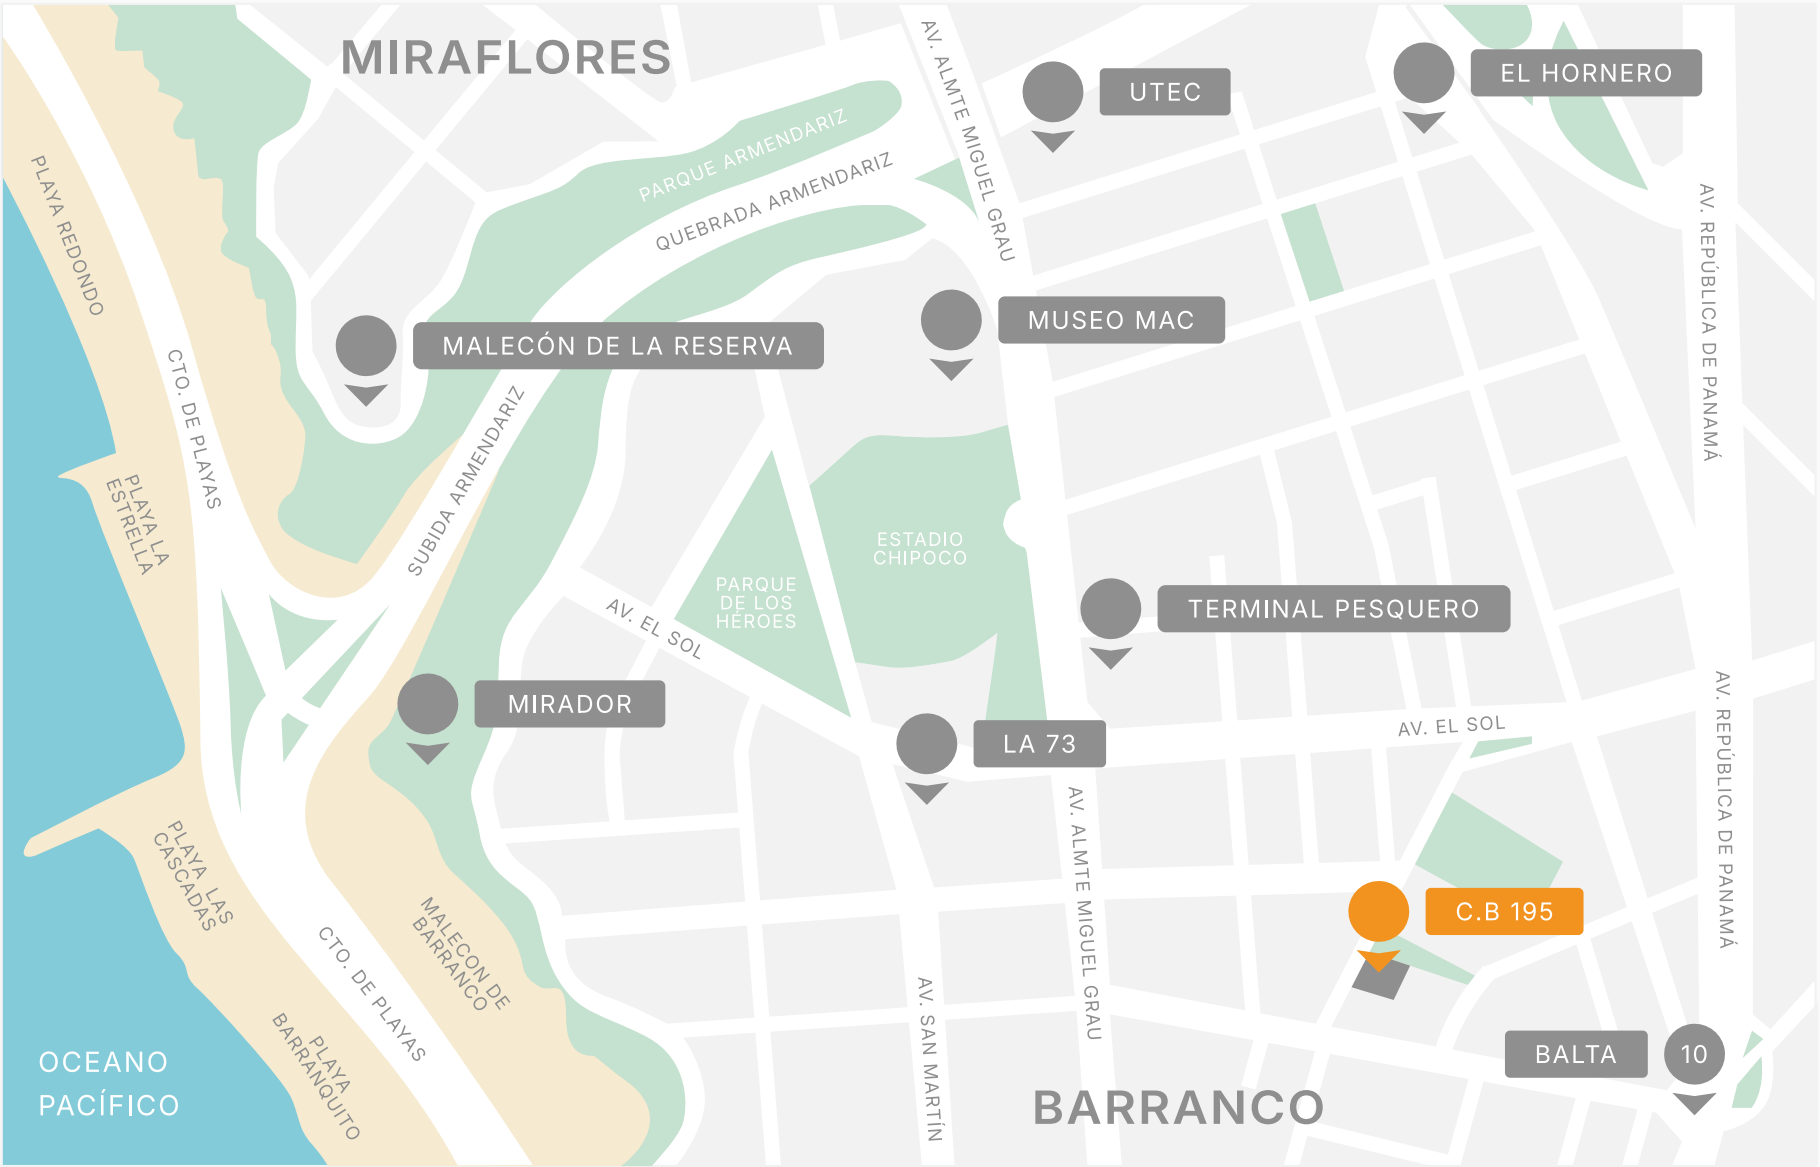 MIRAFLORES
AV. ALMTE MIGUEL GRAU
UTEC
EL HORNERO
PARQUE ARMENDARIZ
QUEBRADA ARMENDARIZ
PLAYA REDONDO
AV. REPÚBLICA DE PANAMÁ
MALECÓN DE LA RESERVA
MUSEO MAC
CTO. DE PLAYAS
SUBIDA ARMENDARIZ
PLAYA LA
ESTRELLA
ESTADIO
CHIPOCO
PARQUE
DE LOS
HÉROES
AV. EL SOL
TERMINAL PESQUERO
MIRADOR
LA 73
AV. EL SOL
AV. REPÚBLICA DE PANAMÁ
PLAYA LAS
CASCADAS
AV. ALMTE MIGUEL GRAU
C.B 195
MALECON DE
BARRANCO
CTO. DE PLAYAS
AV. SAN MARTÍN
PLAYA
BARRANQUITO
BALTA
10
OCEANO
PACÍFICO
BARRANCO